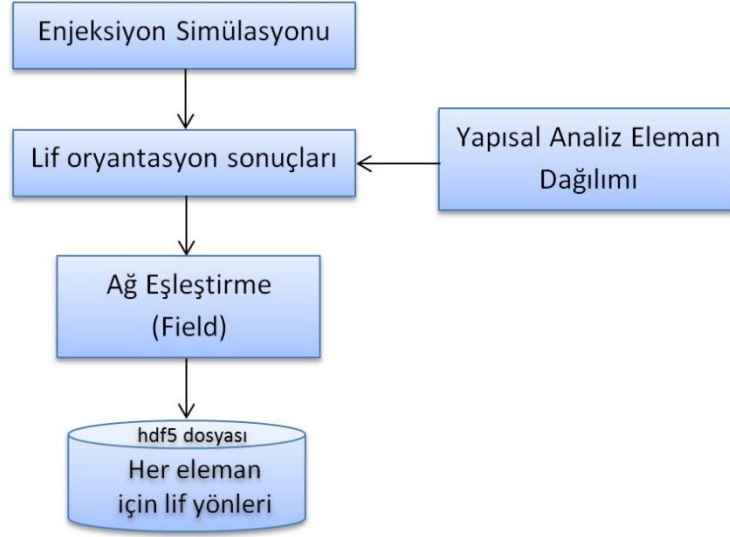 Enjeksiyon Simülasyonu
Lif oryantasyon sonuçları
Yapısal Analiz Eleman
Dağılımı
Ağ Eşleştirme
(Field)
hdf5 dosyası
Her eleman
için lif yönleri